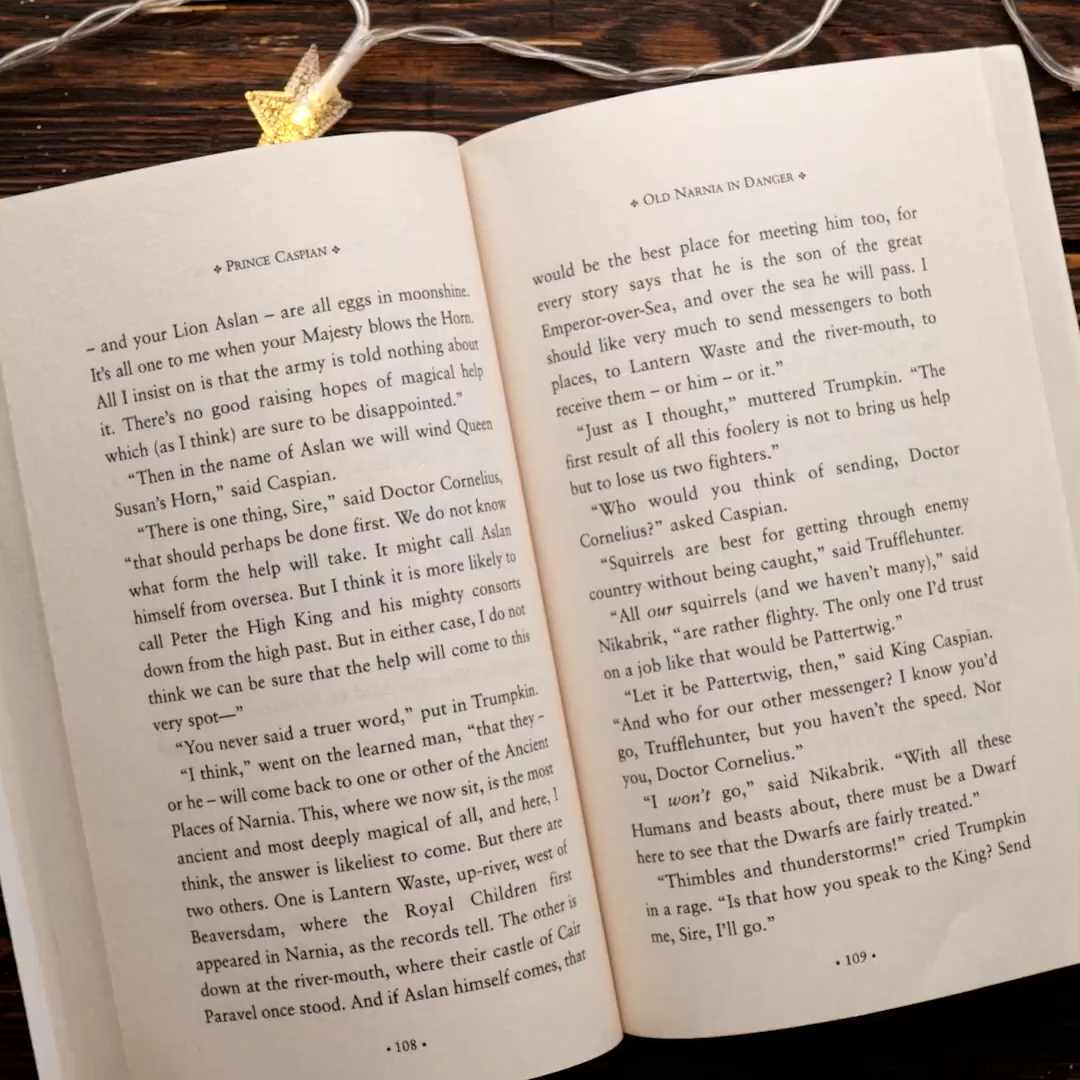 ❖ PRINCE CASPIAN ❖
– and your Lion Aslan – are all eggs in moonshine.
It's all one to me when your Majesty blows the Horn.
All I insist on is that the army is told nothing about
it. There's no good raising hopes of magical help
which (as I think) are sure to be disappointed.”
“Then in the name of Aslan we will wind Queen
Susan's Horn,” said Caspian.
“There is one thing, Sire,” said Doctor Cornelius,
“that should perhaps be done first. We do not know
what form the help will take. It might call Aslan
himself from oversea. But I think it is more likely to
call Peter the High King and his mighty consorts
down from the high past. But in either case, I do not
think we can be sure that the help will come to this
very spot—”
“You never said a truer word,” put in Trumpkin.
“I think,” went on the learned man, “that they –
or he – will come back to one or other of the Ancient
Places of Narnia. This, where we now sit, is the most
ancient and most deeply magical of all, and here, I
think, the answer is likeliest to come. But there are
two others. One is Lantern Waste, up-river, west of
Beaversdam, where the Royal Children first
appeared in Narnia, as the records tell. The other is
down at the river-mouth, where their castle of Cair
Paravel once stood. And if Aslan himself comes, that
• 108 •
❖ OLD NARNIA IN DANGER ❖
would be the best place for meeting him too, for
every story says that he is the son of the great
Emperor-over-Sea, and over the sea he will pass. I
should like very much to send messengers to both
places, to Lantern Waste and the river-mouth, to
receive them – or him – or it.”
“Just as I thought,” muttered Trumpkin. “The
first result of all this foolery is not to bring us help
but to lose us two fighters.”
“Who would you think of sending, Doctor
Cornelius?” asked Caspian.
“Squirrels are best for getting through enemy
country without being caught,” said Trufflehunter.
“All our squirrels (and we haven't many),” said
Nikabrik, “are rather flighty. The only one I'd trust
on a job like that would be Pattertwig.”
“Let it be Pattertwig, then,” said King Caspian.
“And who for our other messenger? I know you'd
go, Trufflehunter, but you haven't the speed. Nor
you, Doctor Cornelius.”
“I won't go,” said Nikabrik. “With all these
Humans and beasts about, there must be a Dwarf
here to see that the Dwarfs are fairly treated.”
“Thimbles and thunderstorms!” cried Trumpkin
in a rage. “Is that how you speak to the King? Send
me, Sire, I'll go.”
• 109 •